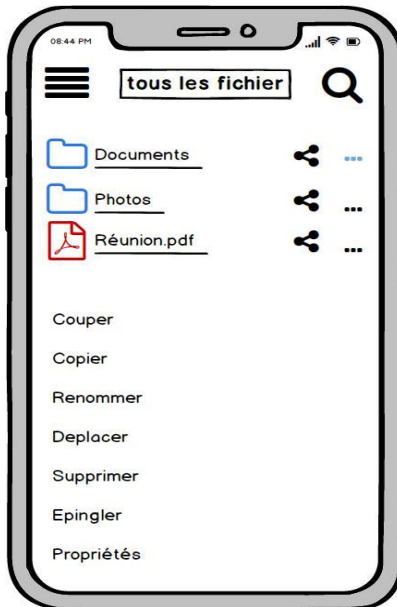 08:44 PM
tous les fichier
Documents ...
Photos ...
Réunion.pdf ...
Couper
Copier
Renommer
Deplacer
Supprimer
Epingler
Propriétés